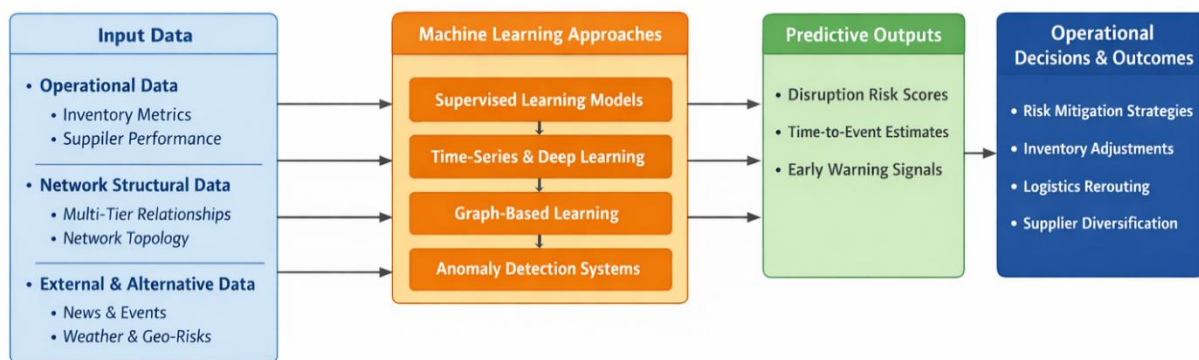 Input Data
• Operational Data
• Inventory Metrics
• Suppiler Performance
• Network Structural Data
• Multi-Tier Relationships
• Network Topology
• External & Alternative Data
• News & Events
• Weather & Geo-Risks
Machine Learning Approaches
Supervised Learning Models
Time-Series & Deep Learning
Graph-Based Learning
Anomaly Detection Systems
Predictive Outputs
• Disruption Risk Scores
• Time-to-Event Estimates
• Early Warning Signals
Operational
Decisions & Outcomes
• Risk Mitigation Strategies
• Inventory Adjustments
• Logistics Rerouting
• Supplier Diversification